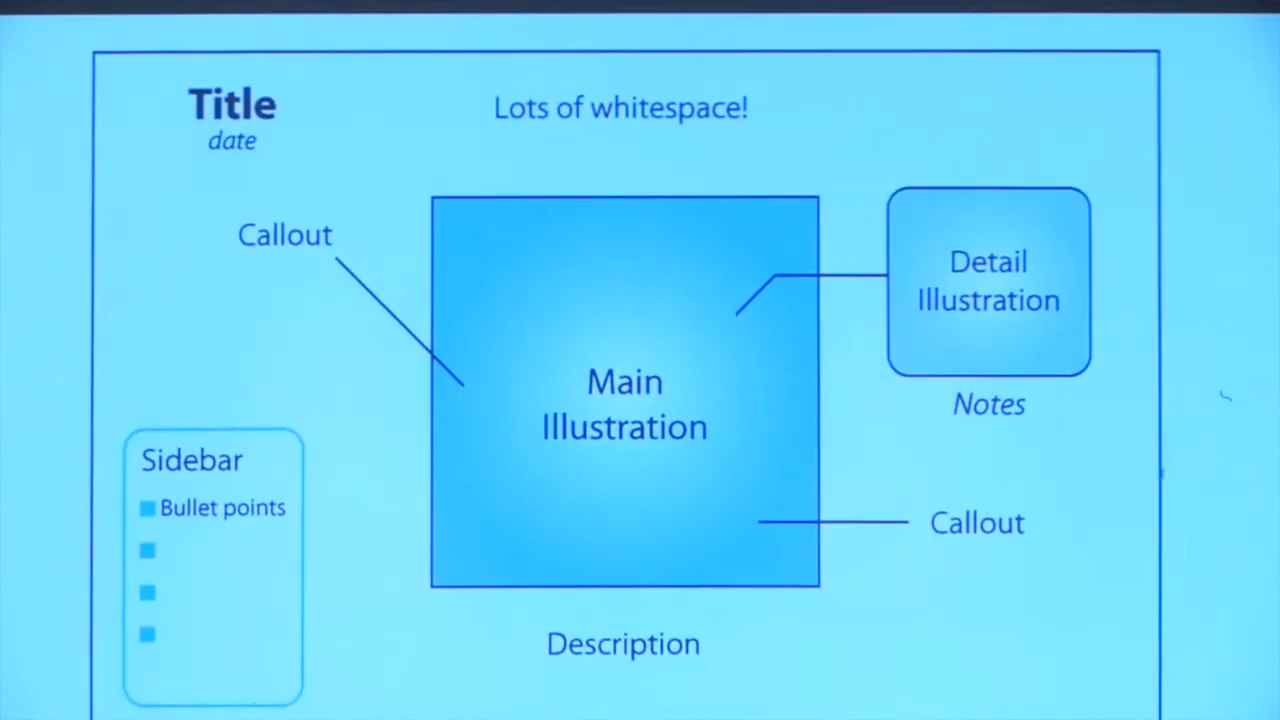 Title
date
Lots of whitespace!
Callout
Detail
Illustration
Notes
Main
Illustration
Sidebar
Bullet points
Callout
Description